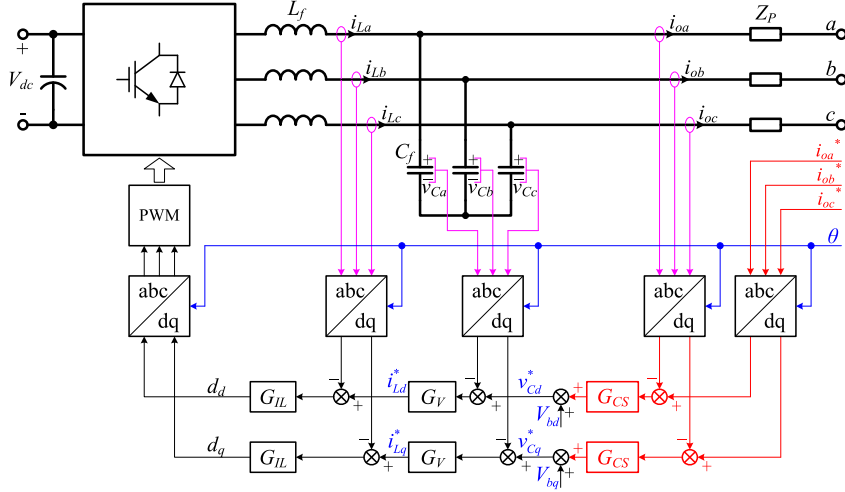 L_f i_La i_oa Z_P a
+ V_dc -
i_Lb i_ob b
i_Lc i_oc c
C_f + - v_Ca + - v_Cb + - v_Cc
i_oa*
i_ob*
i_oc*
PWM
θ
abc dq abc dq abc dq abc dq abc dq
d_d G_IL - + i_Ld* G_V - + v_Cd* + + V_bd G_CS - +
d_q G_IL - + i_Lq* G_V - + v_Cq* + + V_bq G_CS - +